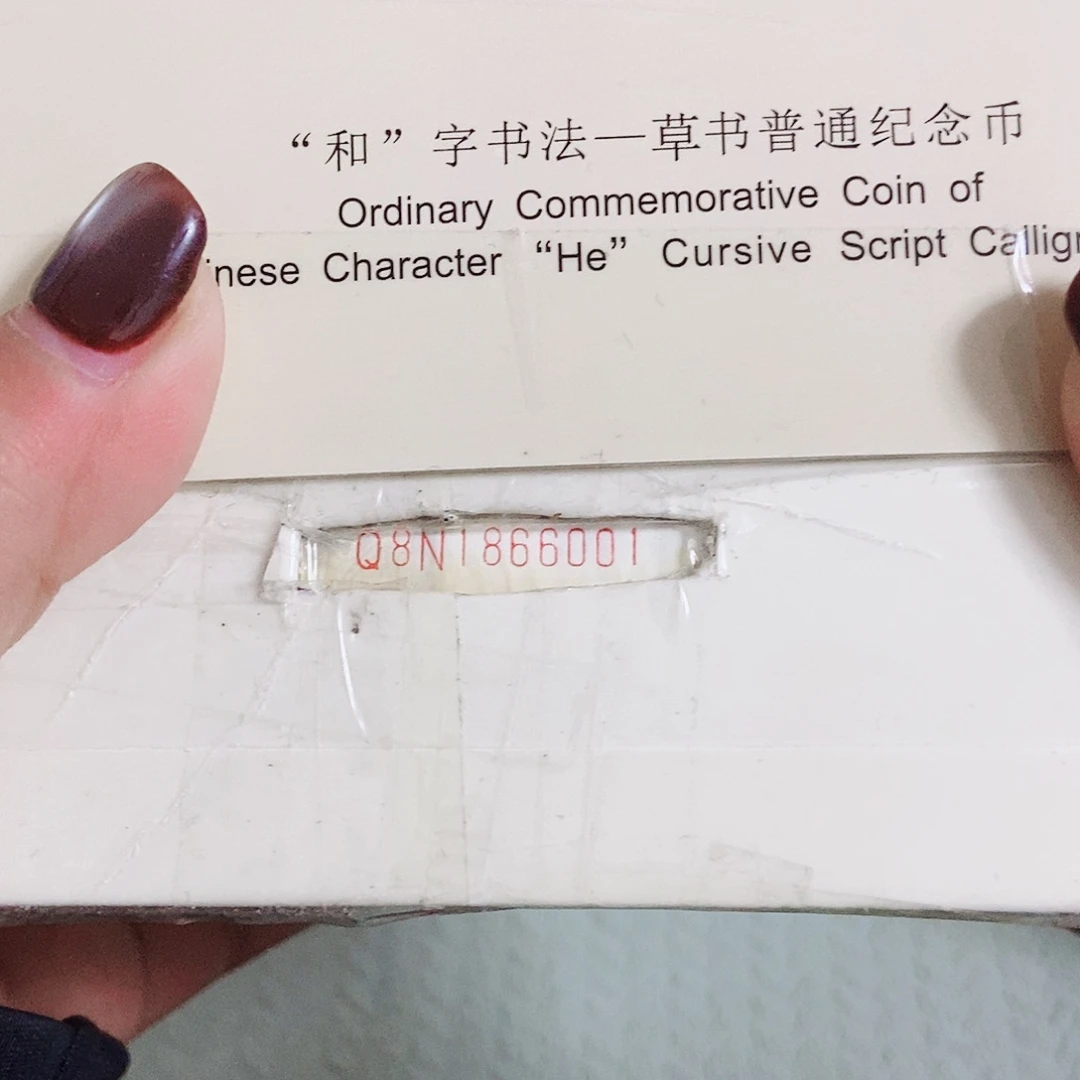 “和”字书法—草书普通纪念币
Ordinary Commemorative Coin of
Character “He” Cursive Script
Q8N1866001